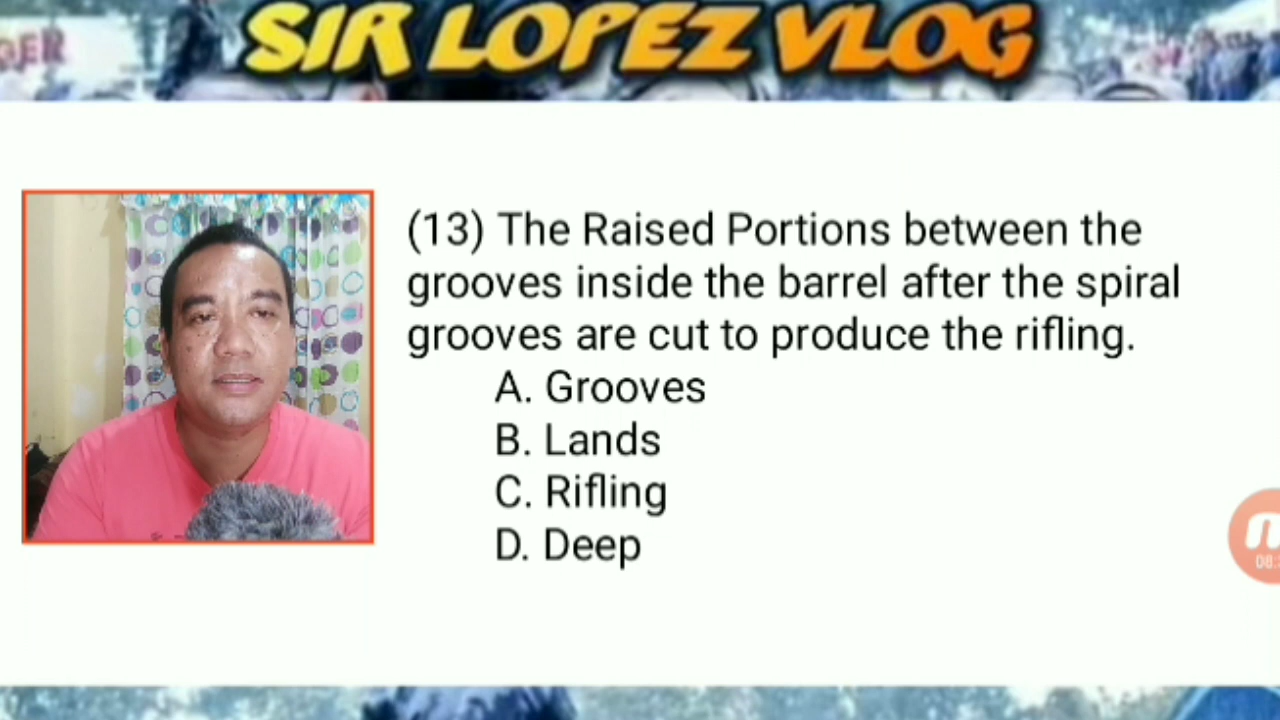 SIR LOPEZ VLOG
(13) The Raised Portions between the
grooves inside the barrel after the spiral
grooves are cut to produce the rifling.
A. Grooves
B. Lands
C. Rifling
D. Deep